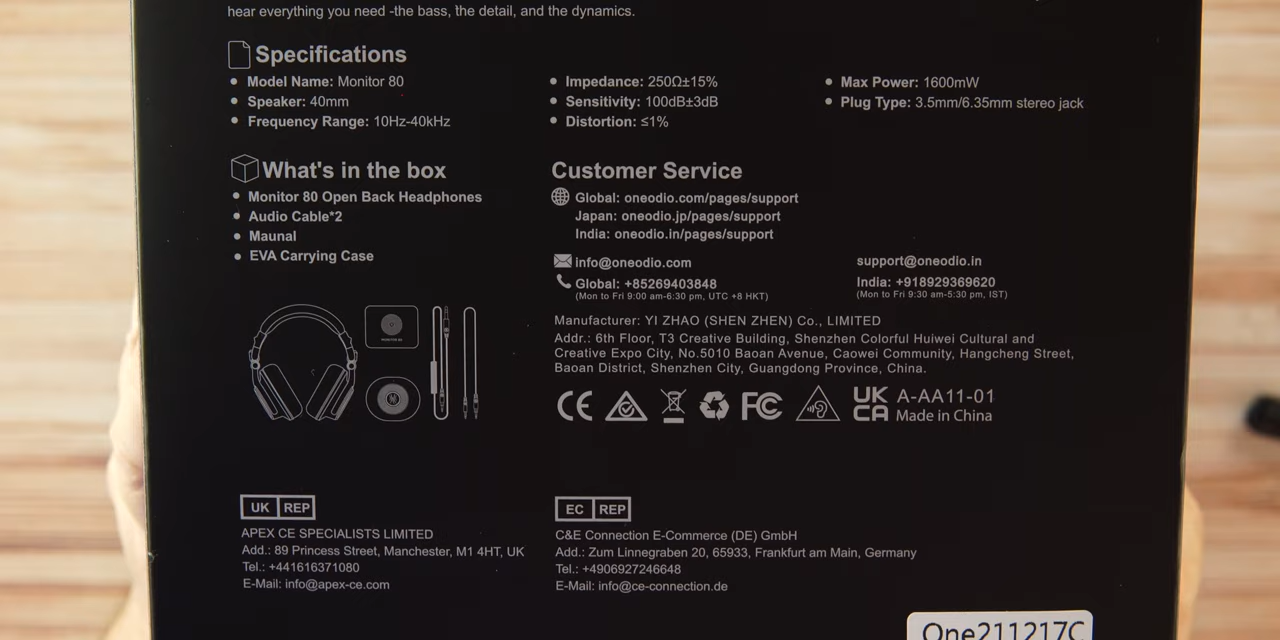 hear everything you need -the bass, the detail, and the dynamics.
Specifications
Model Name: Monitor 80
Speaker: 40mm
Frequency Range: 10Hz-40kHz
Impedance: 250Ω±15%
Sensitivity: 100dB±3dB
Distortion: ≤1%
Max Power: 1600mW
Plug Type: 3.5mm/6.35mm stereo jack
What's in the box
Monitor 80 Open Back Headphones
Audio Cable*2
Maunal
EVA Carrying Case
Customer Service
Global: oneodio.com/pages/support
Japan: oneodio.jp/pages/support
India: oneodio.in/pages/support
info@oneodio.com
support@oneodio.in
Global: +85269403848
(Mon to Fri 9:00 am-6:30 pm, UTC +8 HKT)
India: +918929369620
(Mon to Fri 9:30 am-5:30 pm, IST)
Manufacturer: YI ZHAO (SHEN ZHEN) Co., LIMITED
Addr.: 6th Floor, T3 Creative Building, Shenzhen Colorful Huiwei Cultural and
Creative Expo City, No.5010 Baoan Avenue, Caowei Community, Hangcheng Street,
Baoan District, Shenzhen City, Guangdong Province, China.
CE
FC
UK
CA
A-AA11-01
Made in China
MONITOR 80
UK REP
APEX CE SPECIALISTS LIMITED
Add.: 89 Princess Street, Manchester, M1 4HT, UK
Tel.: +441616371080
E-Mail: info@apex-ce.com
EC REP
C&E Connection E-Commerce (DE) GmbH
Add.: Zum Linnegraben 20, 65933, Frankfurt am Main, Germany
Tel.: +4906927246648
E-Mail: info@ce-connection.de
One211217C